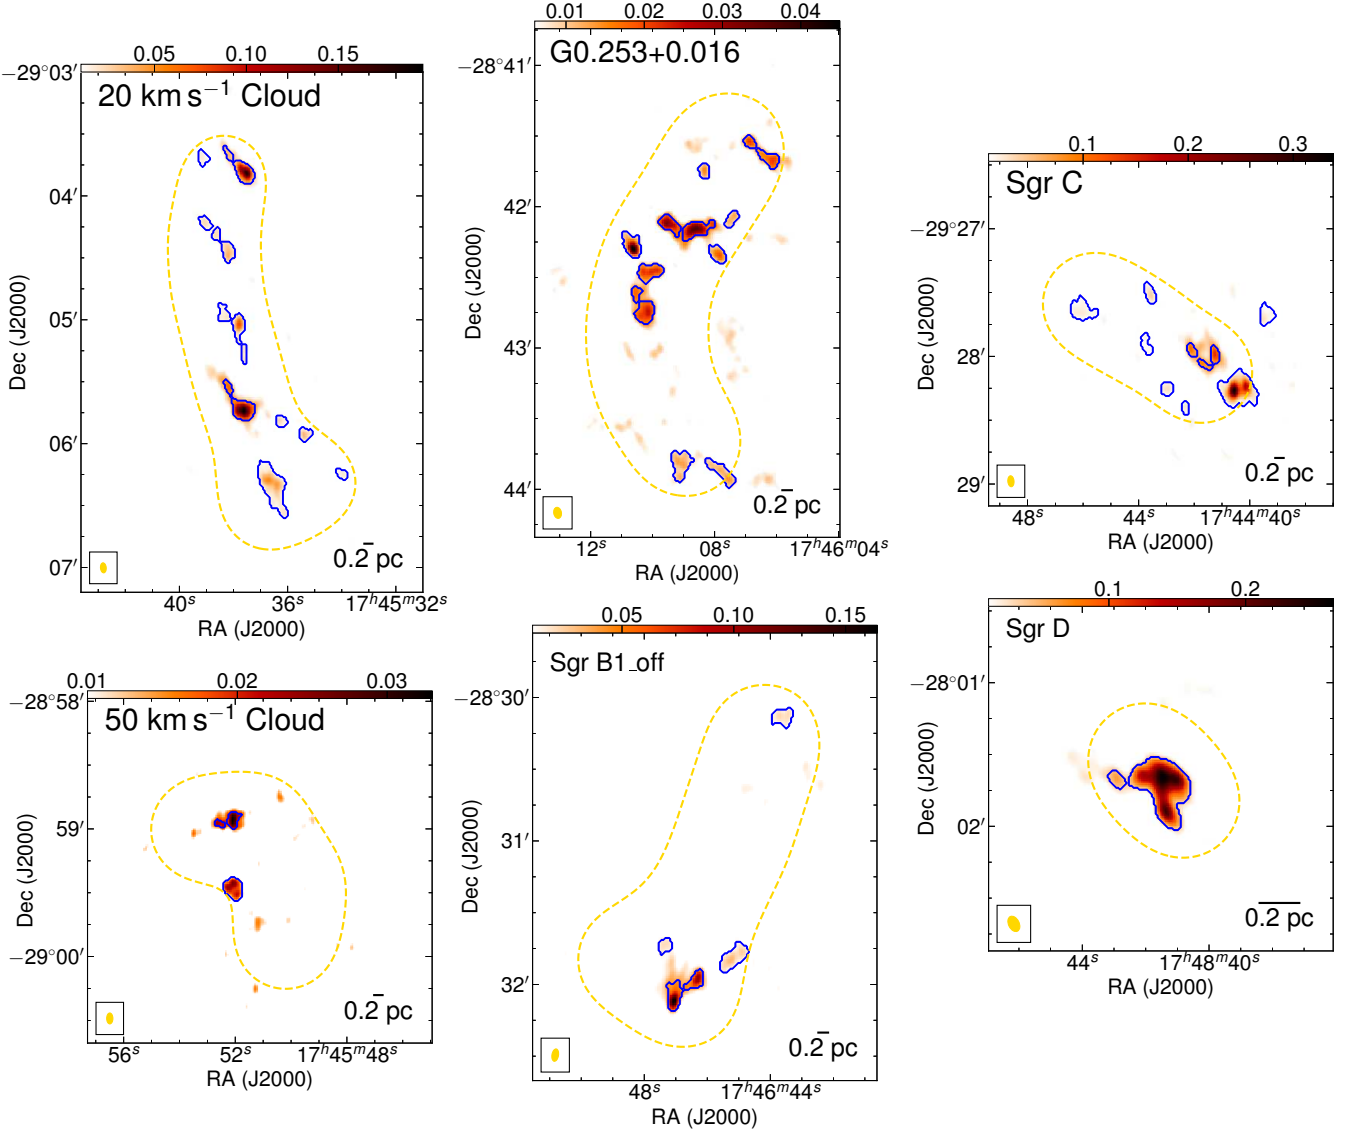 0.05 0.10 0.15
20 km s⁻¹ Cloud
−29°03′
04′
05′
06′
07′
Dec (J2000)
0.2 pc
40ˢ 36ˢ 17ʰ45ᵐ32ˢ
RA (J2000)
0.01 0.02 0.03 0.04
G0.253+0.016
−28°41′
42′
43′
44′
Dec (J2000)
0.2 pc
12ˢ 08ˢ 17ʰ46ᵐ04ˢ
RA (J2000)
0.1 0.2 0.3
Sgr C
−29°27′
28′
29′
Dec (J2000)
0.2 pc
48ˢ 44ˢ 17ʰ44ᵐ40ˢ
RA (J2000)
0.01 0.02 0.03
50 km s⁻¹ Cloud
−28°58′
59′
−29°00′
Dec (J2000)
0.2 pc
56ˢ 52ˢ 17ʰ45ᵐ48ˢ
RA (J2000)
0.05 0.10 0.15
Sgr B1_off
−28°30′
31′
32′
Dec (J2000)
0.2 pc
48ˢ 17ʰ46ᵐ44ˢ
RA (J2000)
0.1 0.2
Sgr D
−28°01′
02′
Dec (J2000)
0.2 pc
44ˢ 17ʰ48ᵐ40ˢ
RA (J2000)